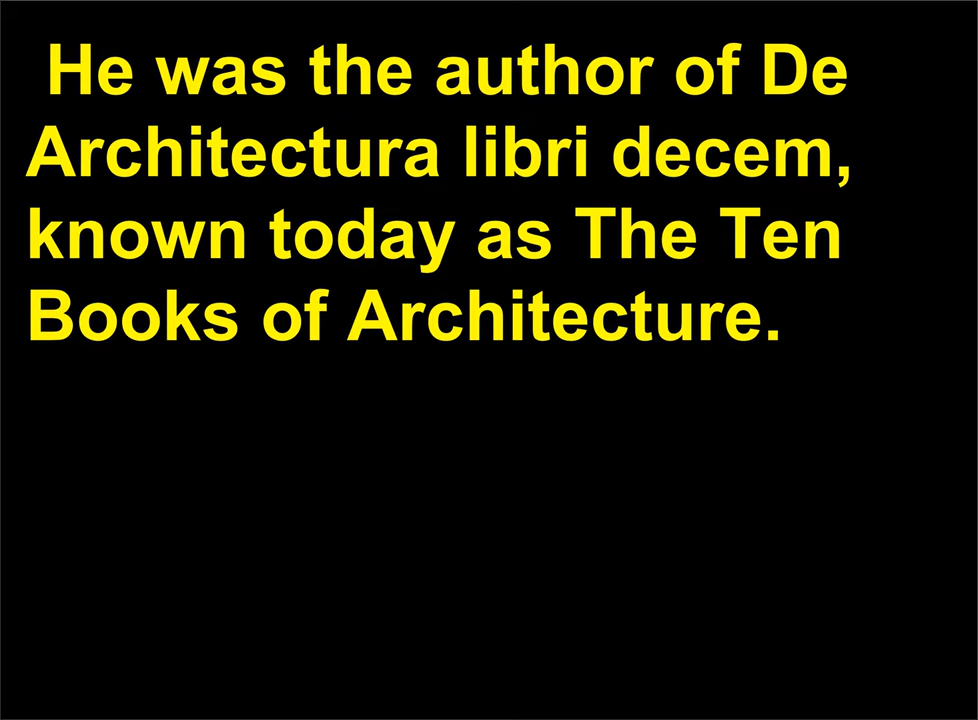 He was the author of De
Architectura libri decem,
known today as The Ten
Books of Architecture.